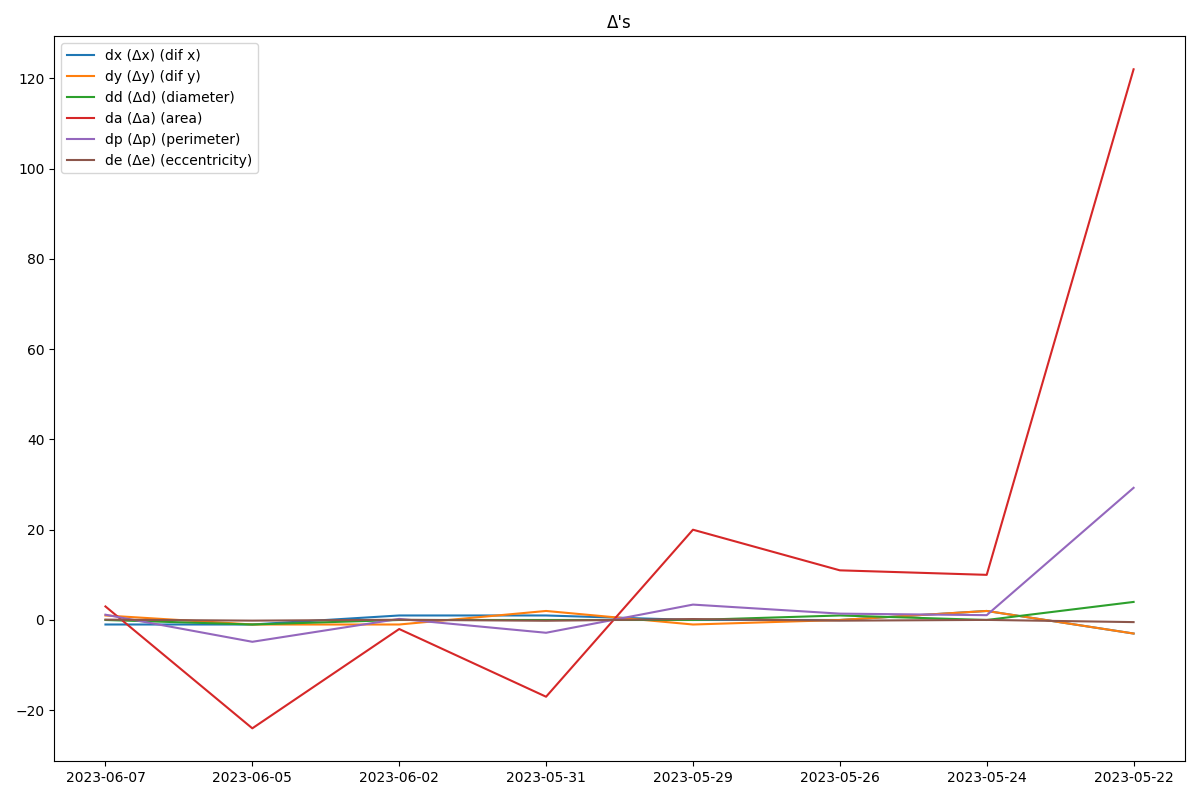 Δ's
dx (Δx) (dif x)
dy (Δy) (dif y)
dd (Δd) (diameter)
da (Δa) (area)
dp (Δp) (perimeter)
de (Δe) (eccentricity)
120
100
80
60
40
20
0
−20
2023-06-07 2023-06-05 2023-06-02 2023-05-31 2023-05-29 2023-05-26 2023-05-24 2023-05-22